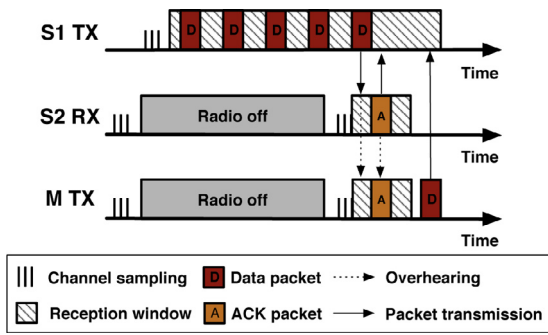 S1 TX
D D D D D
Time
S2 RX
Radio off
A
Time
M TX
Radio off
A
D
Time
Channel sampling
D Data packet
Overhearing
Reception window
A ACK packet
Packet transmission